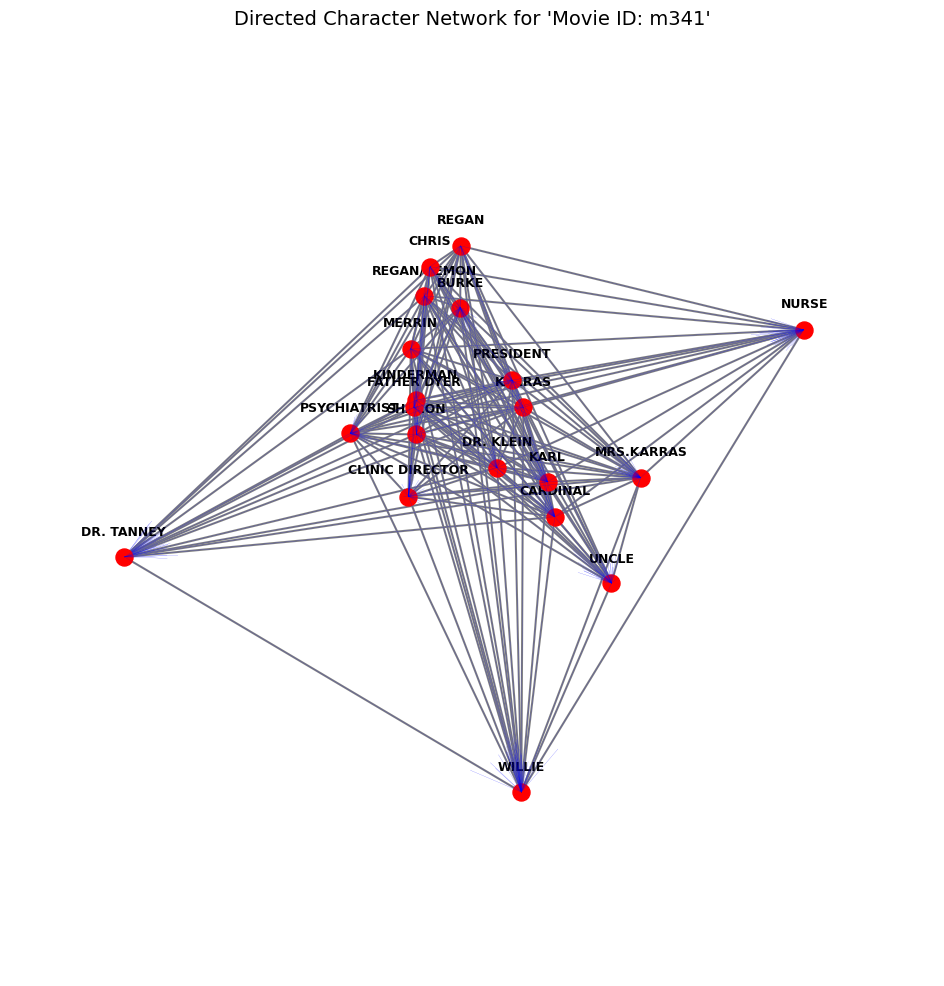 Directed Character Network for 'Movie ID: m341'
REGAN
CHRIS
REGAN/DEMON
BURKE
NURSE
MERRIN
PRESIDENT
KINDERMAN
FATHER DYER
KARRAS
PSYCHIATRIST
SHARON
DR. KLEIN
MRS.KARRAS
KARL
CLINIC DIRECTOR
CARDINAL
DR. TANNEY
UNCLE
WILLIE